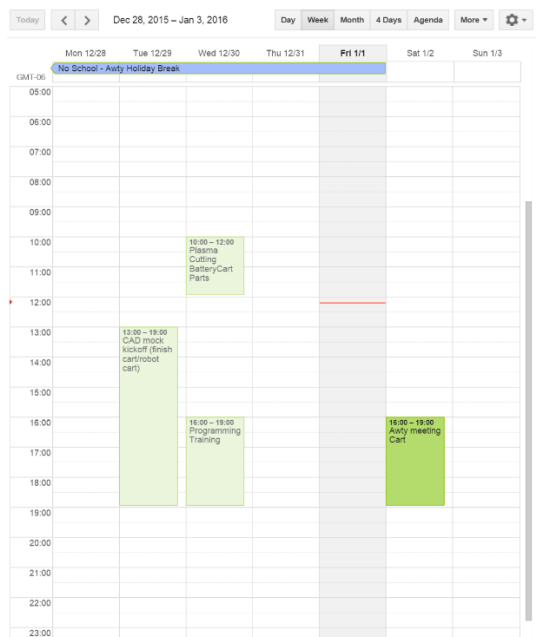 Today Dec 28, 2015 – Jan 3, 2016 Day Week Month 4 Days Agenda More
Mon 12/28 Tue 12/29 Wed 12/30 Thu 12/31 Fri 1/1 Sat 1/2 Sun 1/3
No School - Awty Holiday Break
GMT-06
05:00
06:00
07:00
08:00
09:00
10:00
10:00 – 12:00
Plasma
Cutting
BatteryCart
Parts
11:00
12:00
13:00
13:00 – 19:00
CAD mock
kickoff (finish
cart/robot
cart)
14:00
15:00
16:00
16:00 – 19:00
Programming
Training
16:00 – 19:00
Awty meeting
Cart
17:00
18:00
19:00
20:00
21:00
22:00
23:00